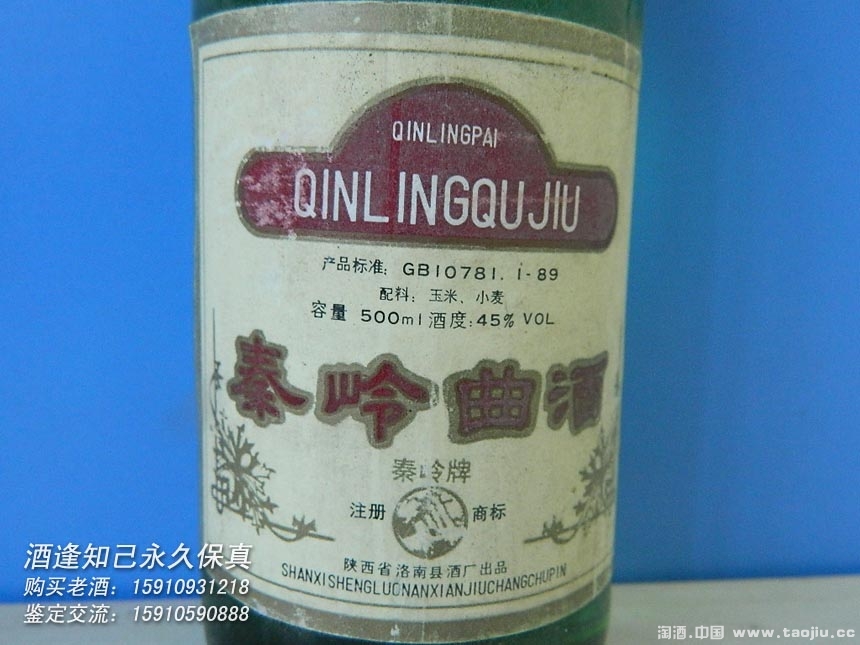 QINLINGPAI
QINLINGQUJIU
产品标准: GB10781. 1-89
配料: 玉米、小麦
容量 500ml 酒度:45% VOL
秦岭曲酒
秦岭牌
注册 商标
陕西省洛南县酒厂出品
SHANXISHENGLUONANXIANJIUCHANGCHUPIN
酒逢知己永久保真
购买老酒: 15910931218
鉴定交流: 15910590888
淘酒.中国 www.taojiu.cc